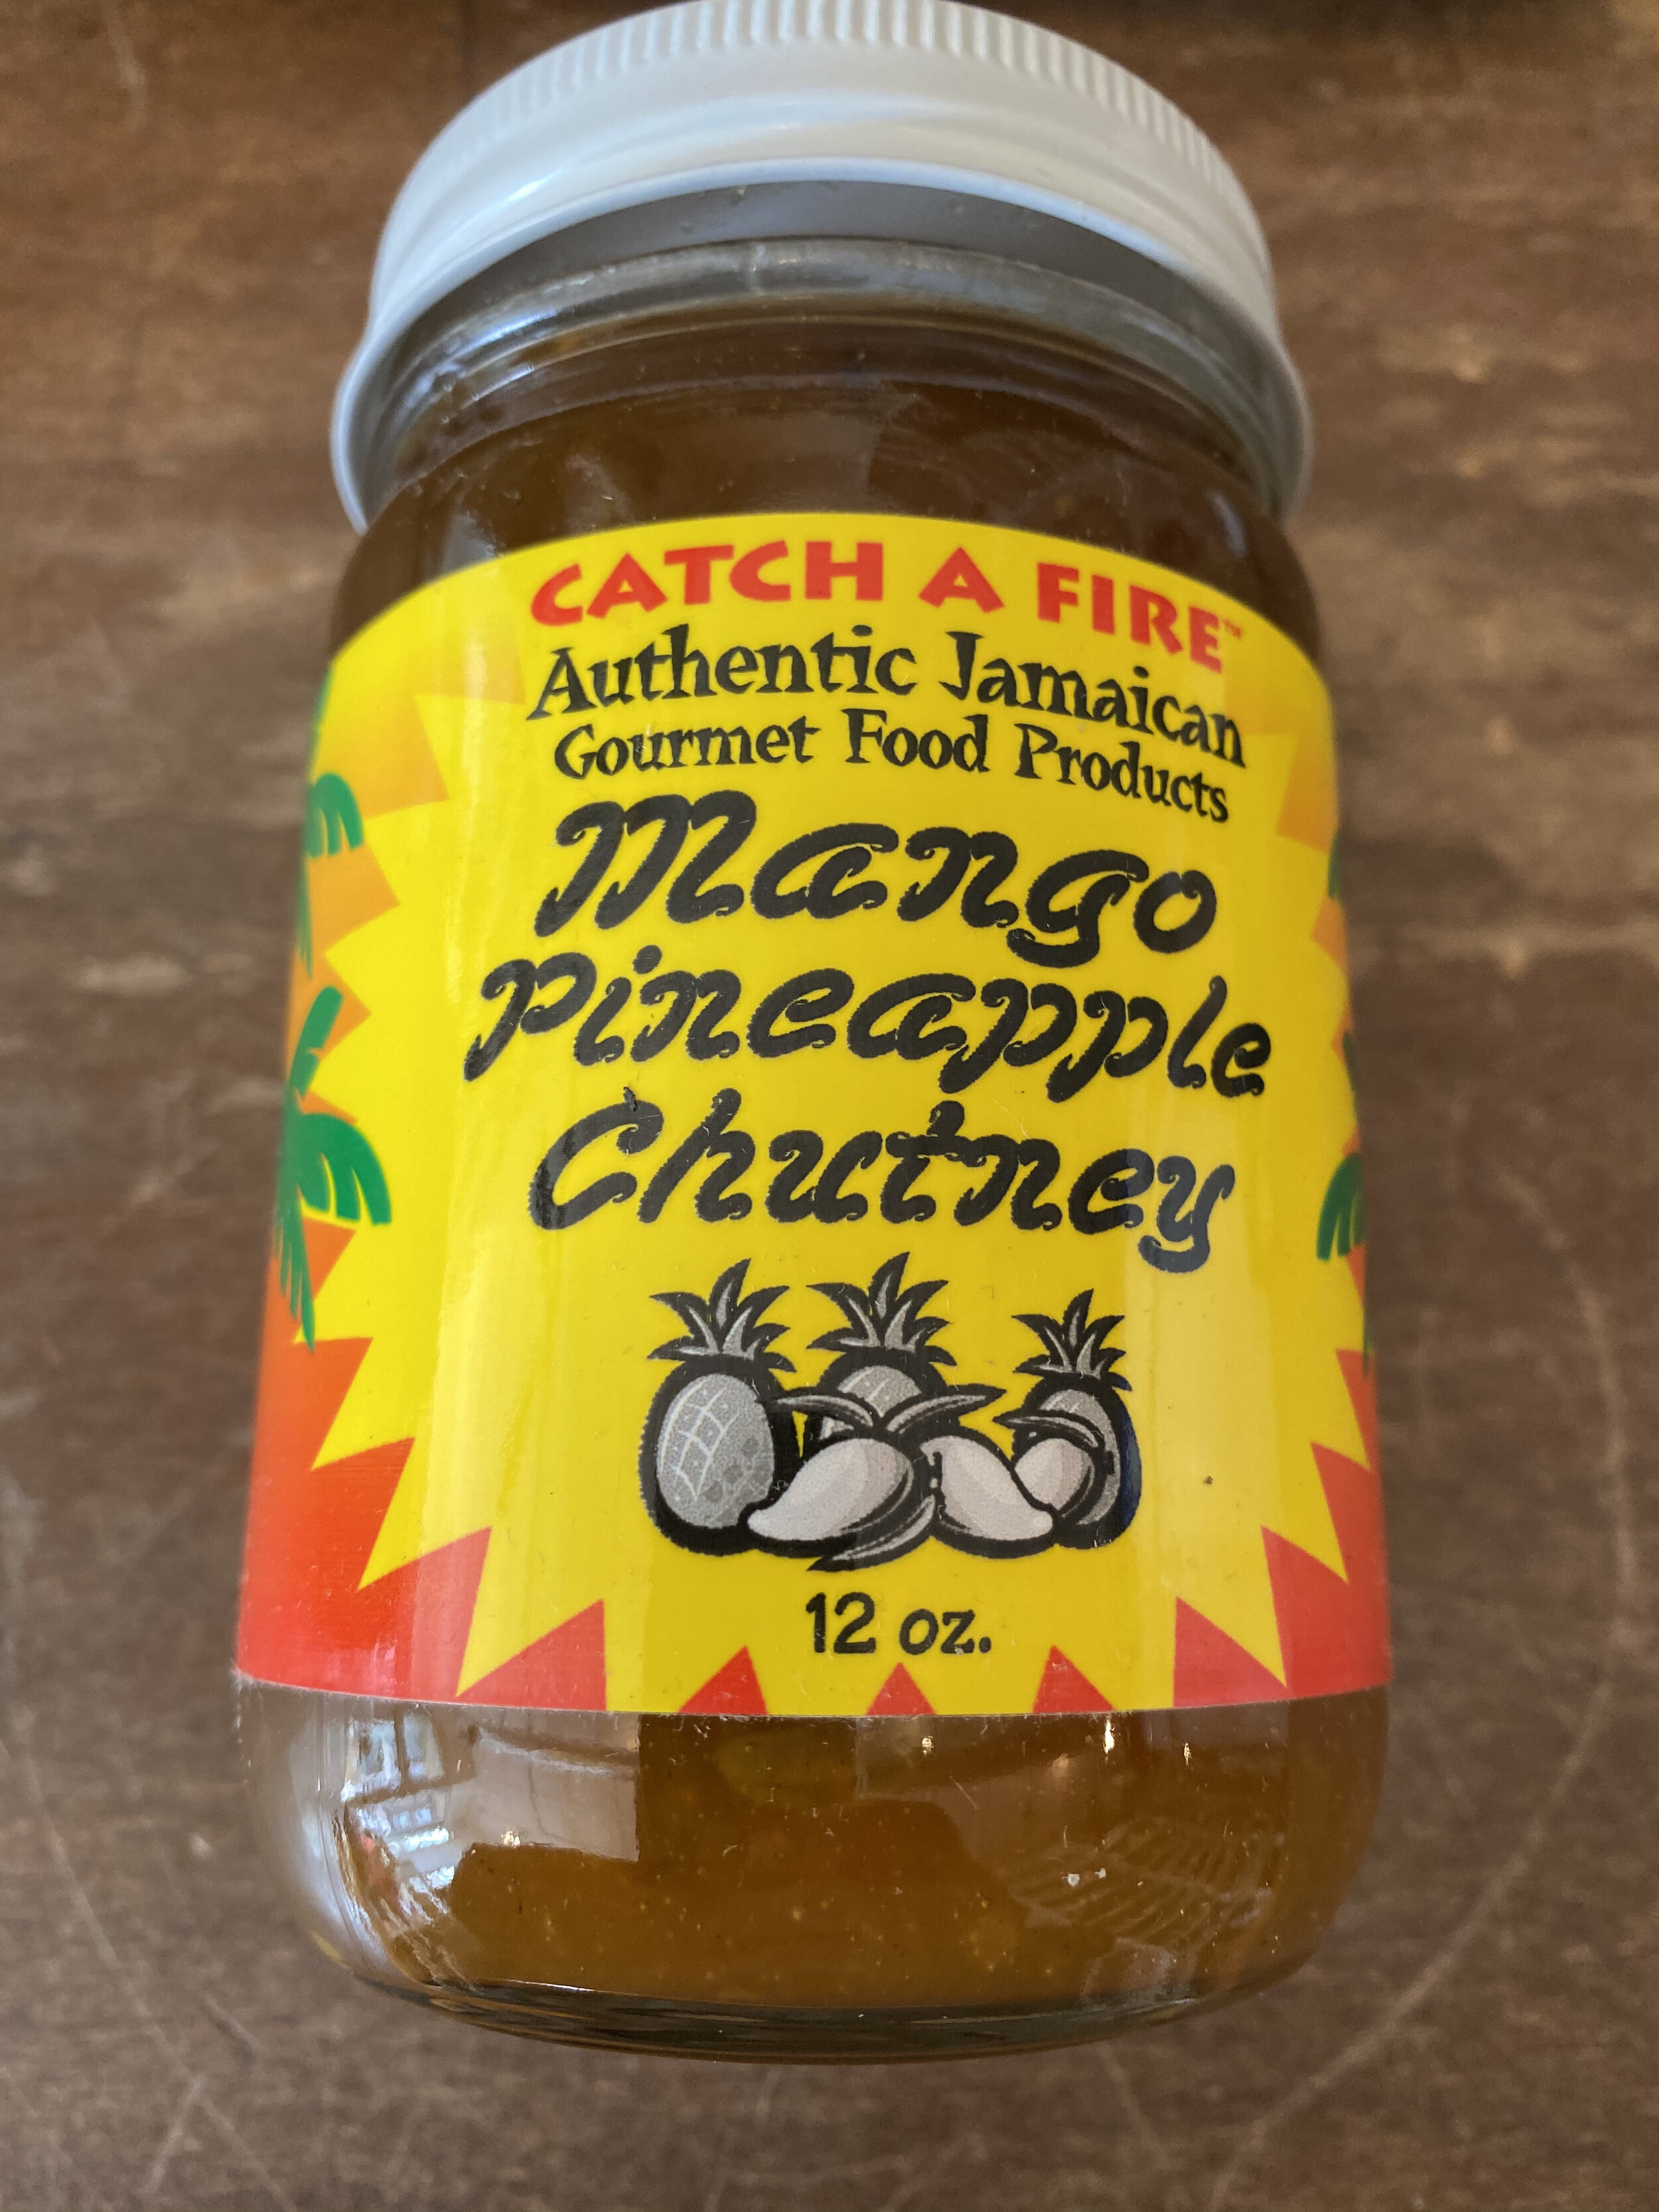 CATCH A FIRE™
Authentic Jamaican
Gourmet Food Products
Mango
Pineapple
Chutney
12 oz.